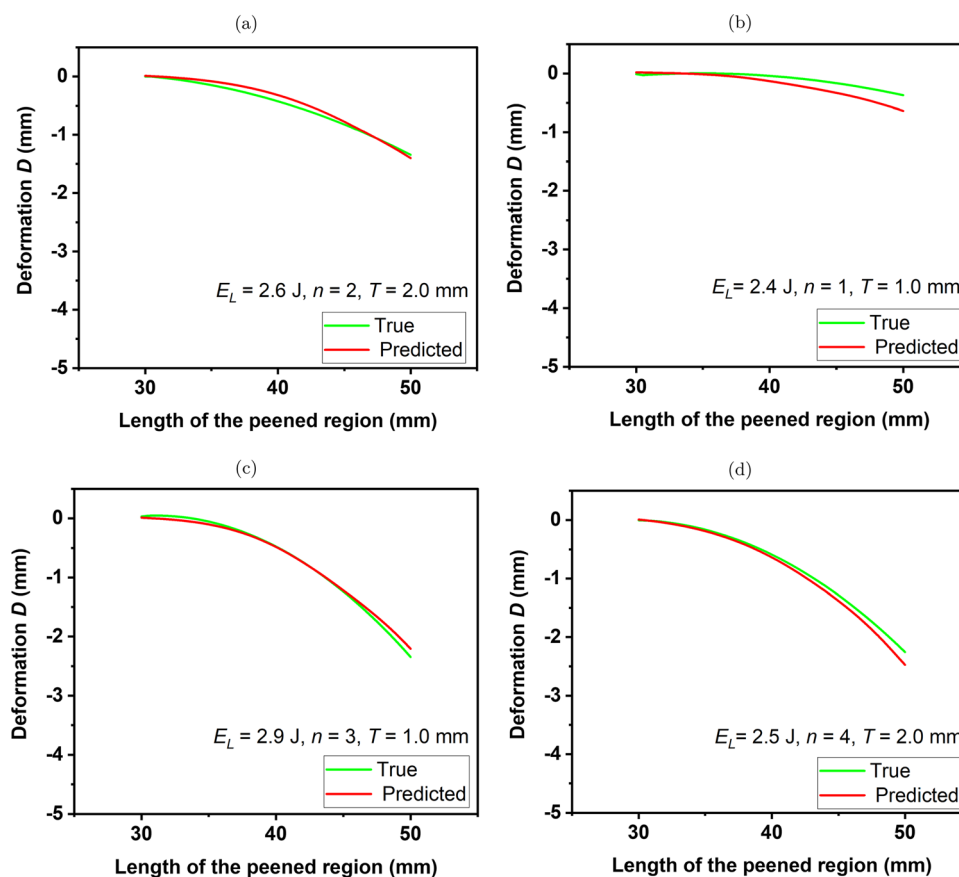 (a)
Deformation D (mm)
0
-1
-2
-3
-4
-5
E_L = 2.6 J, n = 2, T = 2.0 mm
True
Predicted
30
40
50
Length of the peened region (mm)
(b)
Deformation D (mm)
0
-1
-2
-3
-4
-5
E_L= 2.4 J, n = 1, T = 1.0 mm
True
Predicted
30
40
50
Length of the peened region (mm)
(c)
Deformation D (mm)
0
-1
-2
-3
-4
-5
E_L = 2.9 J, n = 3, T = 1.0 mm
True
Predicted
30
40
50
Length of the peened region (mm)
(d)
Deformation D (mm)
0
-1
-2
-3
-4
-5
E_L= 2.5 J, n = 4, T = 2.0 mm
True
Predicted
30
40
50
Length of the peened region (mm)